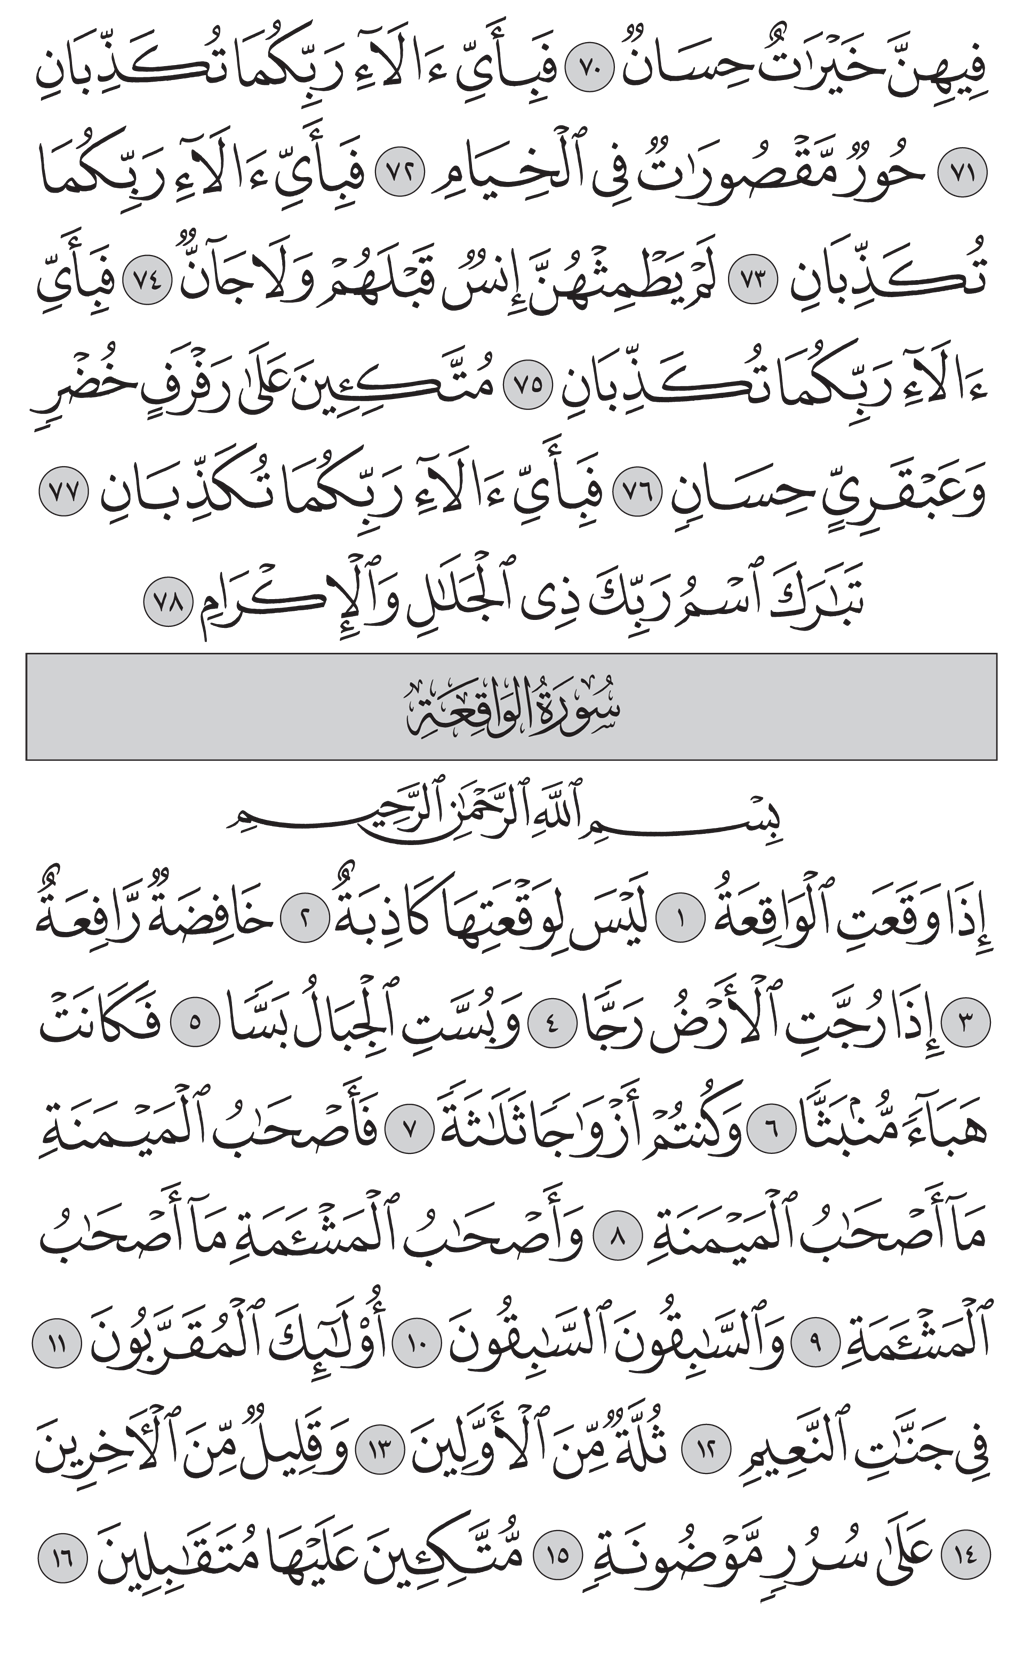 فِيهِنَّ خَيْرَٰتٌ حِسَانٌ ٧٠ فَبِأَيِّ ءَالَآءِ رَبِّكُمَا تُكَذِّبَانِ
٧١ حُورٌ مَّقْصُورَٰتٌ فِي ٱلْخِيَامِ ٧٢ فَبِأَيِّ ءَالَآءِ رَبِّكُمَا
تُكَذِّبَانِ ٧٣ لَمْ يَطْمِثْهُنَّ إِنسٌ قَبْلَهُمْ وَلَا جَآنٌّ ٧٤ فَبِأَيِّ
ءَالَآءِ رَبِّكُمَا تُكَذِّبَانِ ٧٥ مُتَّكِـِٔينَ عَلَىٰ رَفْرَفٍ خُضْرٍ
وَعَبْقَرِيٍّ حِسَانٍ ٧٦ فَبِأَيِّ ءَالَآءِ رَبِّكُمَا تُكَذِّبَانِ ٧٧
تَبَٰرَكَ ٱسْمُ رَبِّكَ ذِي ٱلْجَلَٰلِ وَٱلْإِكْرَامِ ٧٨
سُورَةُ الوَاقِعَةِ
بِسْمِ ٱللَّهِ ٱلرَّحْمَٰنِ ٱلرَّحِيمِ
إِذَا وَقَعَتِ ٱلْوَاقِعَةُ ١ لَيْسَ لِوَقْعَتِهَا كَاذِبَةٌ ٢ خَافِضَةٌ رَّافِعَةٌ
٣ إِذَا رُجَّتِ ٱلْأَرْضُ رَجًّا ٤ وَبُسَّتِ ٱلْجِبَالُ بَسًّا ٥ فَكَانَتْ
هَبَآءً مُّنۢبَثًّا ٦ وَكُنتُمْ أَزْوَٰجًا ثَلَٰثَةً ٧ فَأَصْحَٰبُ ٱلْمَيْمَنَةِ
مَآ أَصْحَٰبُ ٱلْمَيْمَنَةِ ٨ وَأَصْحَٰبُ ٱلْمَشْـَٔمَةِ مَآ أَصْحَٰبُ
ٱلْمَشْـَٔمَةِ ٩ وَٱلسَّٰبِقُونَ ٱلسَّٰبِقُونَ ١٠ أُو۟لَٰٓئِكَ ٱلْمُقَرَّبُونَ ١١
فِي جَنَّٰتِ ٱلنَّعِيمِ ١٢ ثُلَّةٌ مِّنَ ٱلْأَوَّلِينَ ١٣ وَقَلِيلٌ مِّنَ ٱلْـَٔاخِرِينَ
١٤ عَلَىٰ سُرُرٍ مَّوْضُونَةٍ ١٥ مُّتَّكِـِٔينَ عَلَيْهَا مُتَقَٰبِلِينَ ١٦